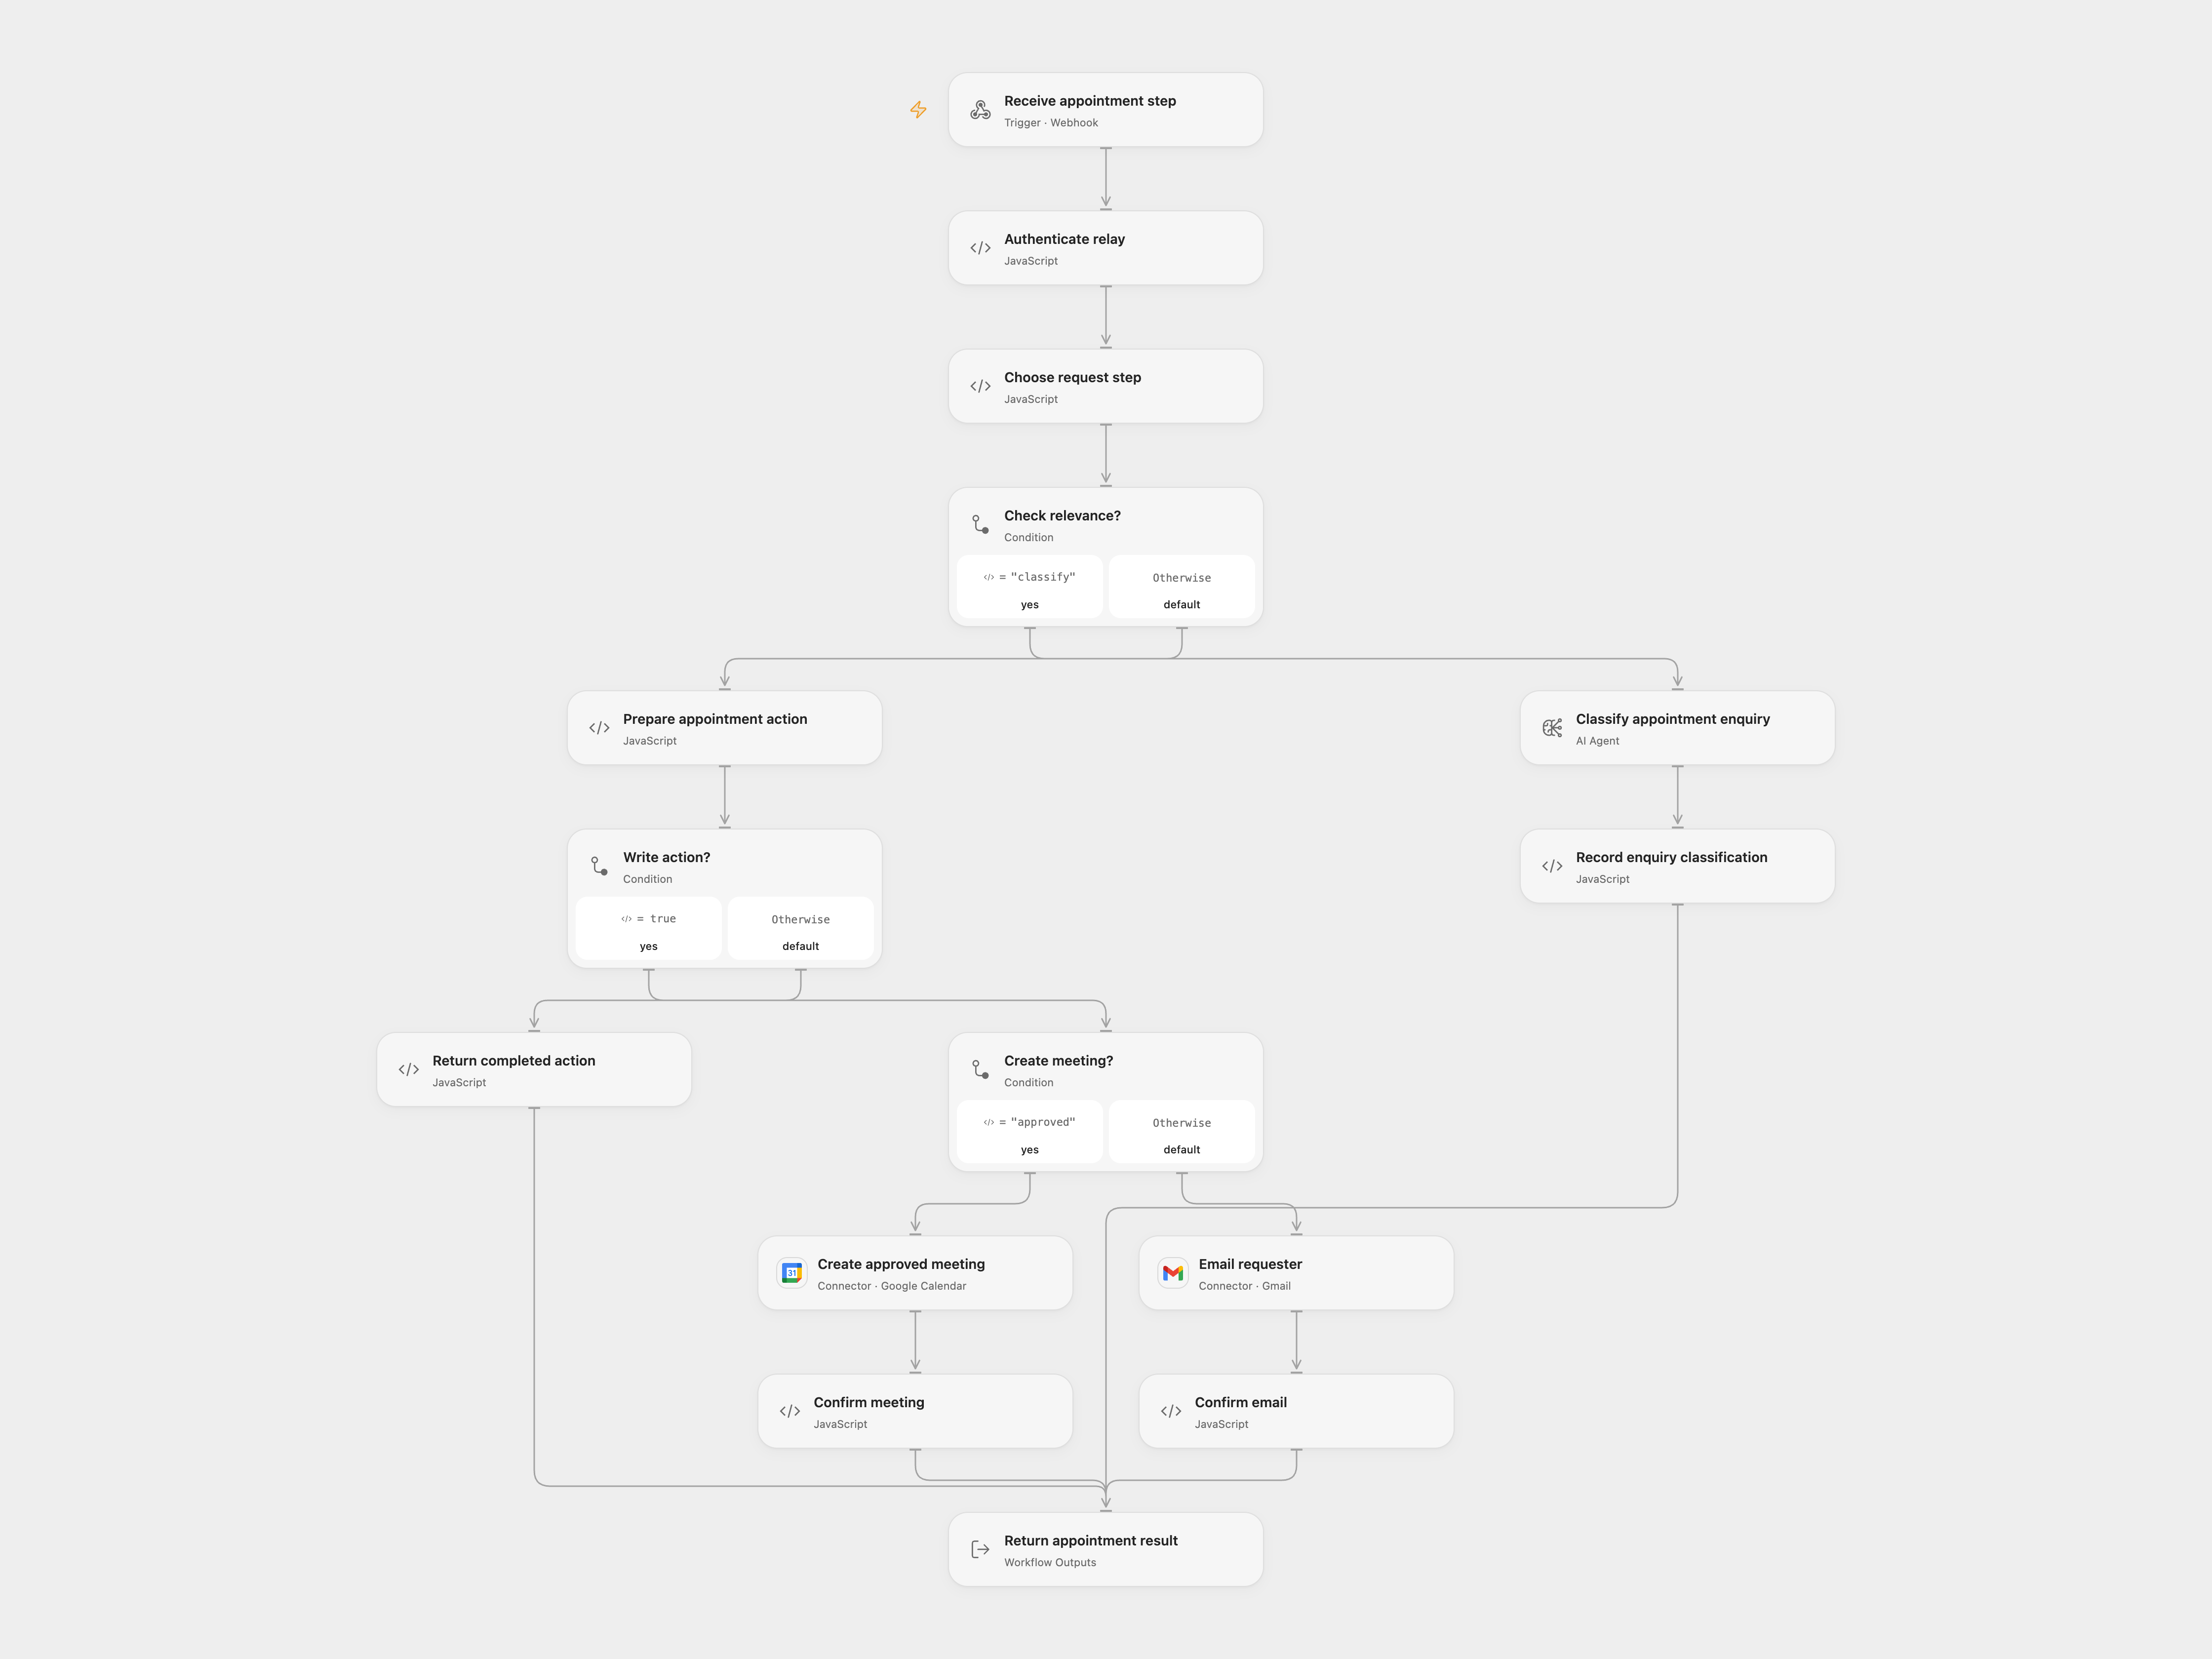 Receive appointment step
Trigger · Webhook
Authenticate relay
JavaScript
Choose request step
JavaScript
Check relevance?
Condition
</> = "classify"
Otherwise
yes
default
Prepare appointment action
JavaScript
Classify appointment enquiry
AI Agent
Write action?
Condition
</> = true
Otherwise
yes
default
Record enquiry classification
JavaScript
Return completed action
JavaScript
Create meeting?
Condition
</> = "approved"
Otherwise
yes
default
31
Create approved meeting
Connector · Google Calendar
Email requester
Connector · Gmail
Confirm meeting
JavaScript
Confirm email
JavaScript
Return appointment result
Workflow Outputs